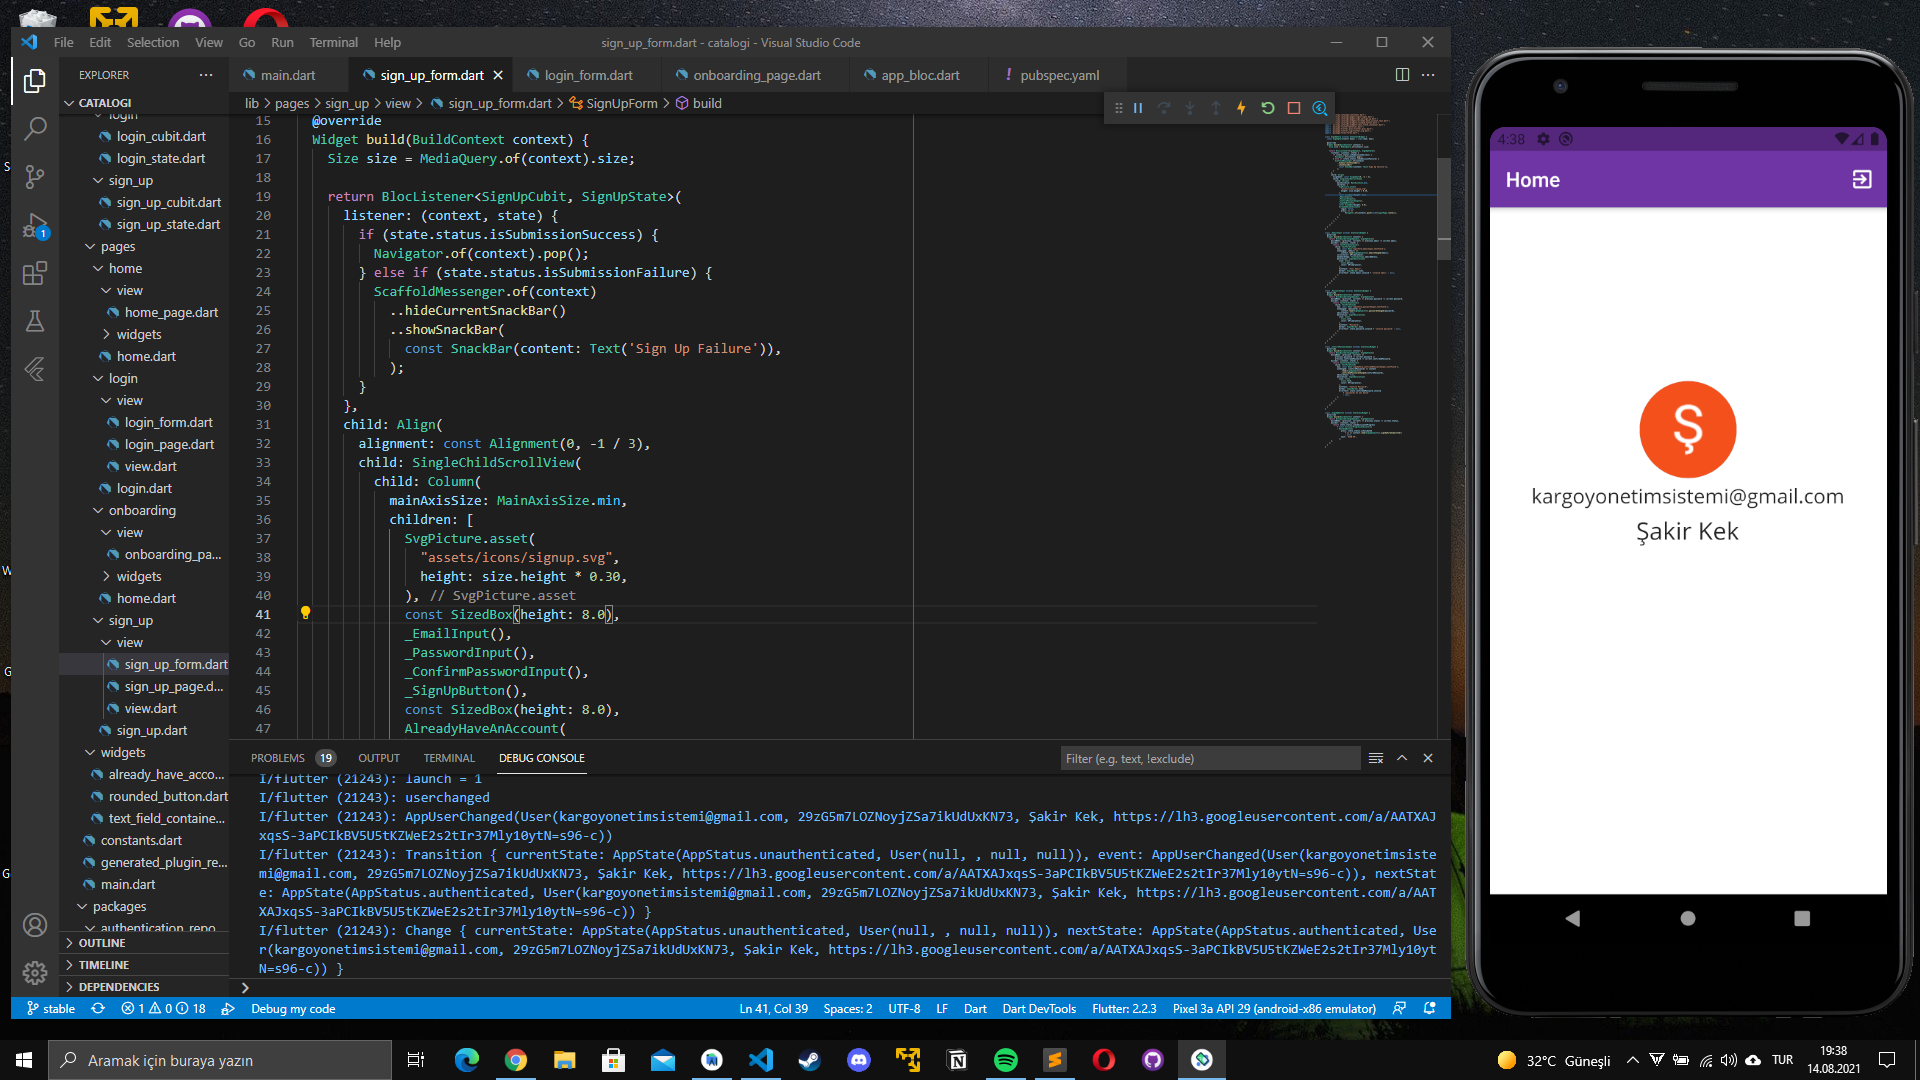 File Edit Selection View Go Run Terminal Help
sign_up_form.dart - catalogi - Visual Studio Code
EXPLORER
main.dart
sign_up_form.dart
login_form.dart
onboarding_page.dart
app_bloc.dart
! pubspec.yaml
CATALOGI
lib > pages > sign_up > view > sign_up_form.dart > SignUpForm > build
login
login_cubit.dart
login_state.dart
sign_up
sign_up_cubit.dart
sign_up_state.dart
pages
home
view
home_page.dart
widgets
home.dart
login
view
login_form.dart
login_page.dart
view.dart
login.dart
onboarding
view
onboarding_pa...
widgets
home.dart
sign_up
view
sign_up_form.dart
sign_up_page.d...
view.dart
sign_up.dart
widgets
already_have_acco...
rounded_button.dart
text_field_containe...
constants.dart
generated_plugin_re...
main.dart
packages
authentication_repo
OUTLINE
TIMELINE
DEPENDENCIES
1
15 @override
16 Widget build(BuildContext context) {
17 Size size = MediaQuery.of(context).size;
18
19 return BlocListener<SignUpCubit, SignUpState>(
20 listener: (context, state) {
21 if (state.status.isSubmissionSuccess) {
22 Navigator.of(context).pop();
23 } else if (state.status.isSubmissionFailure) {
24 ScaffoldMessenger.of(context)
25 ..hideCurrentSnackBar()
26 ..showSnackBar(
27 const SnackBar(content: Text('Sign Up Failure')),
28 );
29 }
30 },
31 child: Align(
32 alignment: const Alignment(0, -1 / 3),
33 child: SingleChildScrollView(
34 child: Column(
35 mainAxisSize: MainAxisSize.min,
36 children: [
37 SvgPicture.asset(
38 "assets/icons/signup.svg",
39 height: size.height * 0.30,
40 ), // SvgPicture.asset
41 const SizedBox(height: 8.0),
42 _EmailInput(),
43 _PasswordInput(),
44 _ConfirmPasswordInput(),
45 _SignUpButton(),
46 const SizedBox(height: 8.0),
47 AlreadyHaveAnAccount(
PROBLEMS 19 OUTPUT TERMINAL DEBUG CONSOLE
Filter (e.g. text, !exclude)
I/flutter (21243): launch = 1
I/flutter (21243): userchanged
I/flutter (21243): AppUserChanged(User(kargoyonetimsistemi@gmail.com, 29zG5m7LOZNoyjZSa7ikUdUxKN73, Şakir Kek, https://lh3.googleusercontent.com/a/AATXAJ
xqsS-3aPCIkBV5U5tKZWeE2s2tIr37Mly10ytN=s96-c))
I/flutter (21243): Transition { currentState: AppState(AppStatus.unauthenticated, User(null, , null, null)), event: AppUserChanged(User(kargoyonetimsiste
mi@gmail.com, 29zG5m7LOZNoyjZSa7ikUdUxKN73, Şakir Kek, https://lh3.googleusercontent.com/a/AATXAJxqsS-3aPCIkBV5U5tKZWeE2s2tIr37Mly10ytN=s96-c)), nextStat
e: AppState(AppStatus.authenticated, User(kargoyonetimsistemi@gmail.com, 29zG5m7LOZNoyjZSa7ikUdUxKN73, Şakir Kek, https://lh3.googleusercontent.com/a/AAT
XAJxqsS-3aPCIkBV5U5tKZWeE2s2tIr37Mly10ytN=s96-c)) }
I/flutter (21243): Change { currentState: AppState(AppStatus.unauthenticated, User(null, , null, null)), nextState: AppState(AppStatus.authenticated, Use
r(kargoyonetimsistemi@gmail.com, 29zG5m7LOZNoyjZSa7ikUdUxKN73, Şakir Kek, https://lh3.googleusercontent.com/a/AATXAJxqsS-3aPCIkBV5U5tKZWeE2s2tIr37Mly10yt
N=s96-c)) }
stable 1 0 18 Debug my code
Ln 41, Col 39 Spaces: 2 UTF-8 LF Dart Dart DevTools Flutter: 2.2.3 Pixel 3a API 29 (android-x86 emulator)
4:38
Home
Ş
kargoyonetimsistemi@gmail.com
Şakir Kek
Aramak için buraya yazın
32°C Güneşli
TUR
19:38
14.08.2021